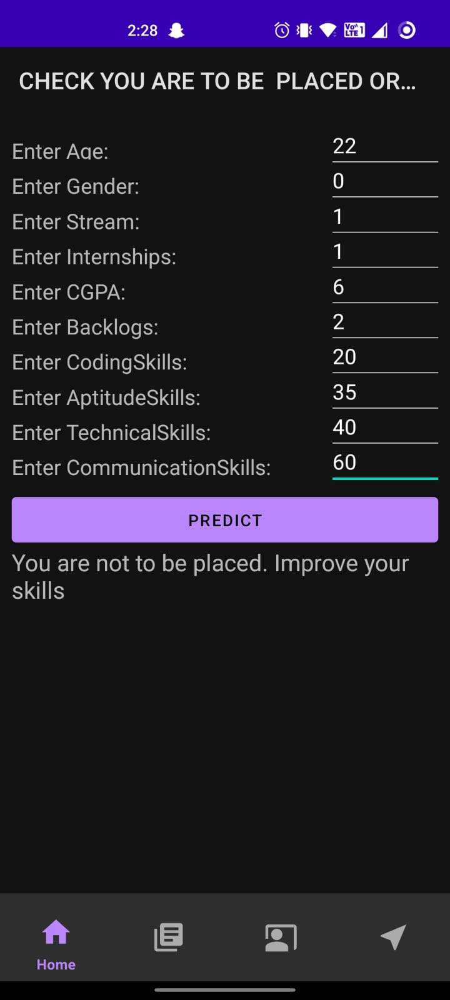 2:28
VoLTE 1
CHECK YOU ARE TO BE  PLACED OR...
Enter Age: 22
Enter Gender: 0
Enter Stream: 1
Enter Internships: 1
Enter CGPA: 6
Enter Backlogs: 2
Enter CodingSkills: 20
Enter AptitudeSkills: 35
Enter TechnicalSkills: 40
Enter CommunicationSkills: 60
PREDICT
You are not to be placed. Improve your
skills
Home